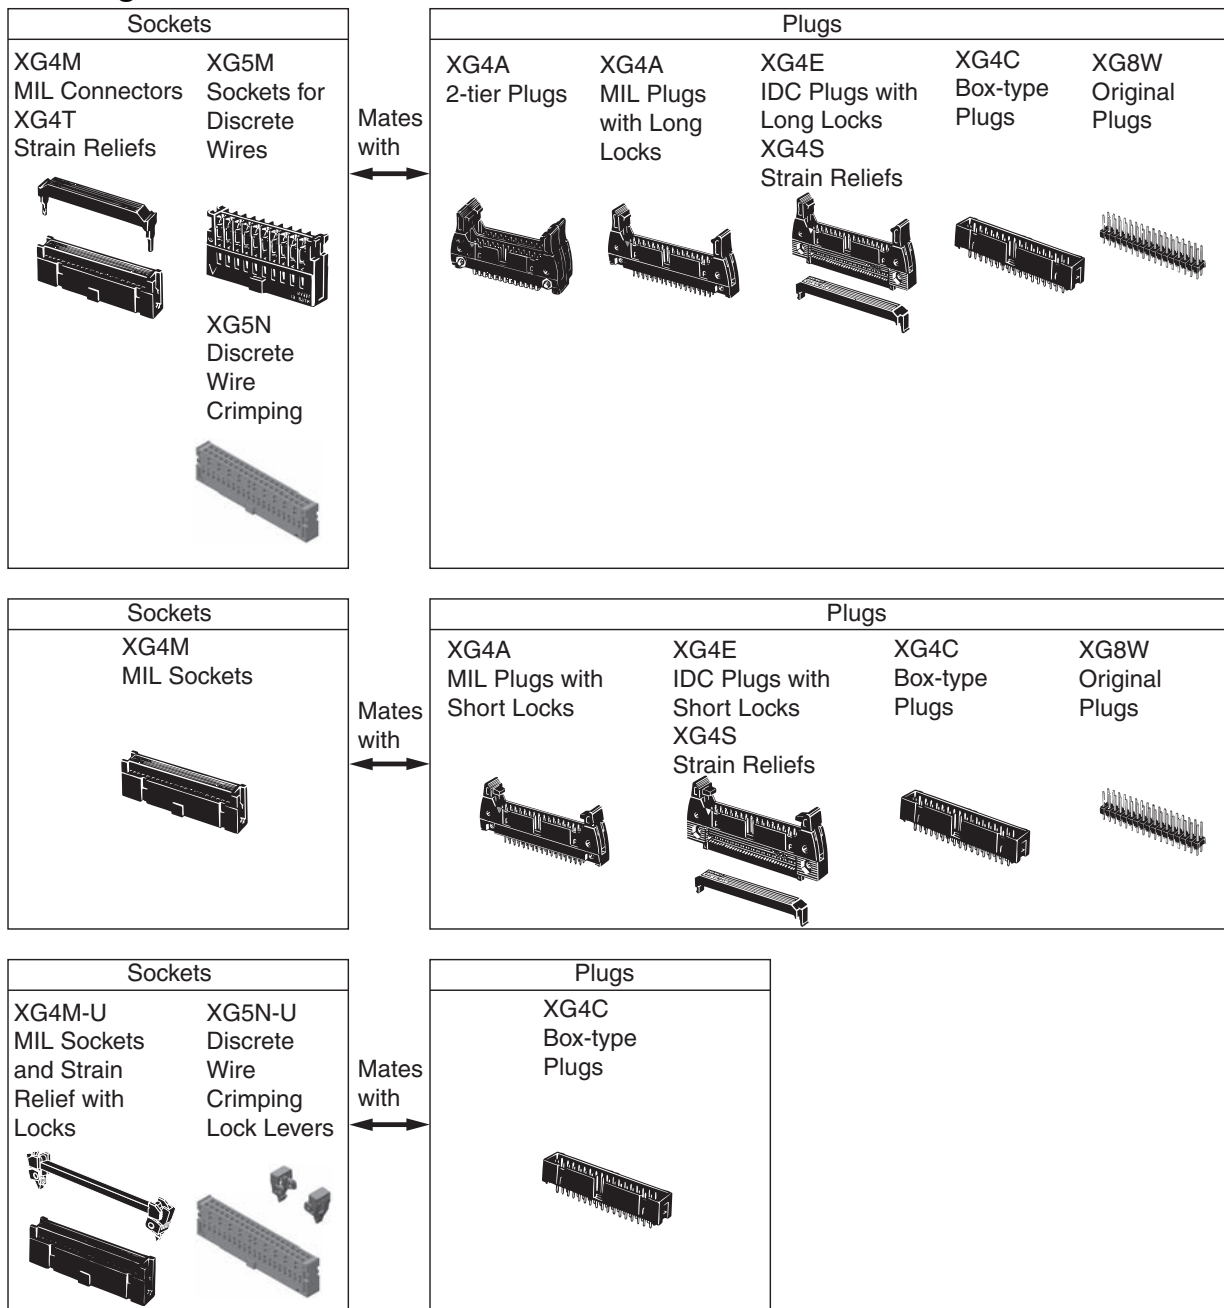 Sockets
XG4M
MIL Connectors
XG4T
Strain Reliefs
XG5M
Sockets for
Discrete
Wires
XG5N
Discrete
Wire
Crimping
Mates
with
Plugs
XG4A
2-tier Plugs
XG4A
MIL Plugs
with Long
Locks
XG4E
IDC Plugs with
Long Locks
XG4S
Strain Reliefs
XG4C
Box-type
Plugs
XG8W
Original
Plugs
Sockets
XG4M
MIL Sockets
Mates
with
Plugs
XG4A
MIL Plugs with
Short Locks
XG4E
IDC Plugs with
Short Locks
XG4S
Strain Reliefs
XG4C
Box-type
Plugs
XG8W
Original
Plugs
Sockets
XG4M-U
MIL Sockets
and Strain
Relief with
Locks
XG5N-U
Discrete
Wire
Crimping
Lock Levers
Mates
with
Plugs
XG4C
Box-type
Plugs